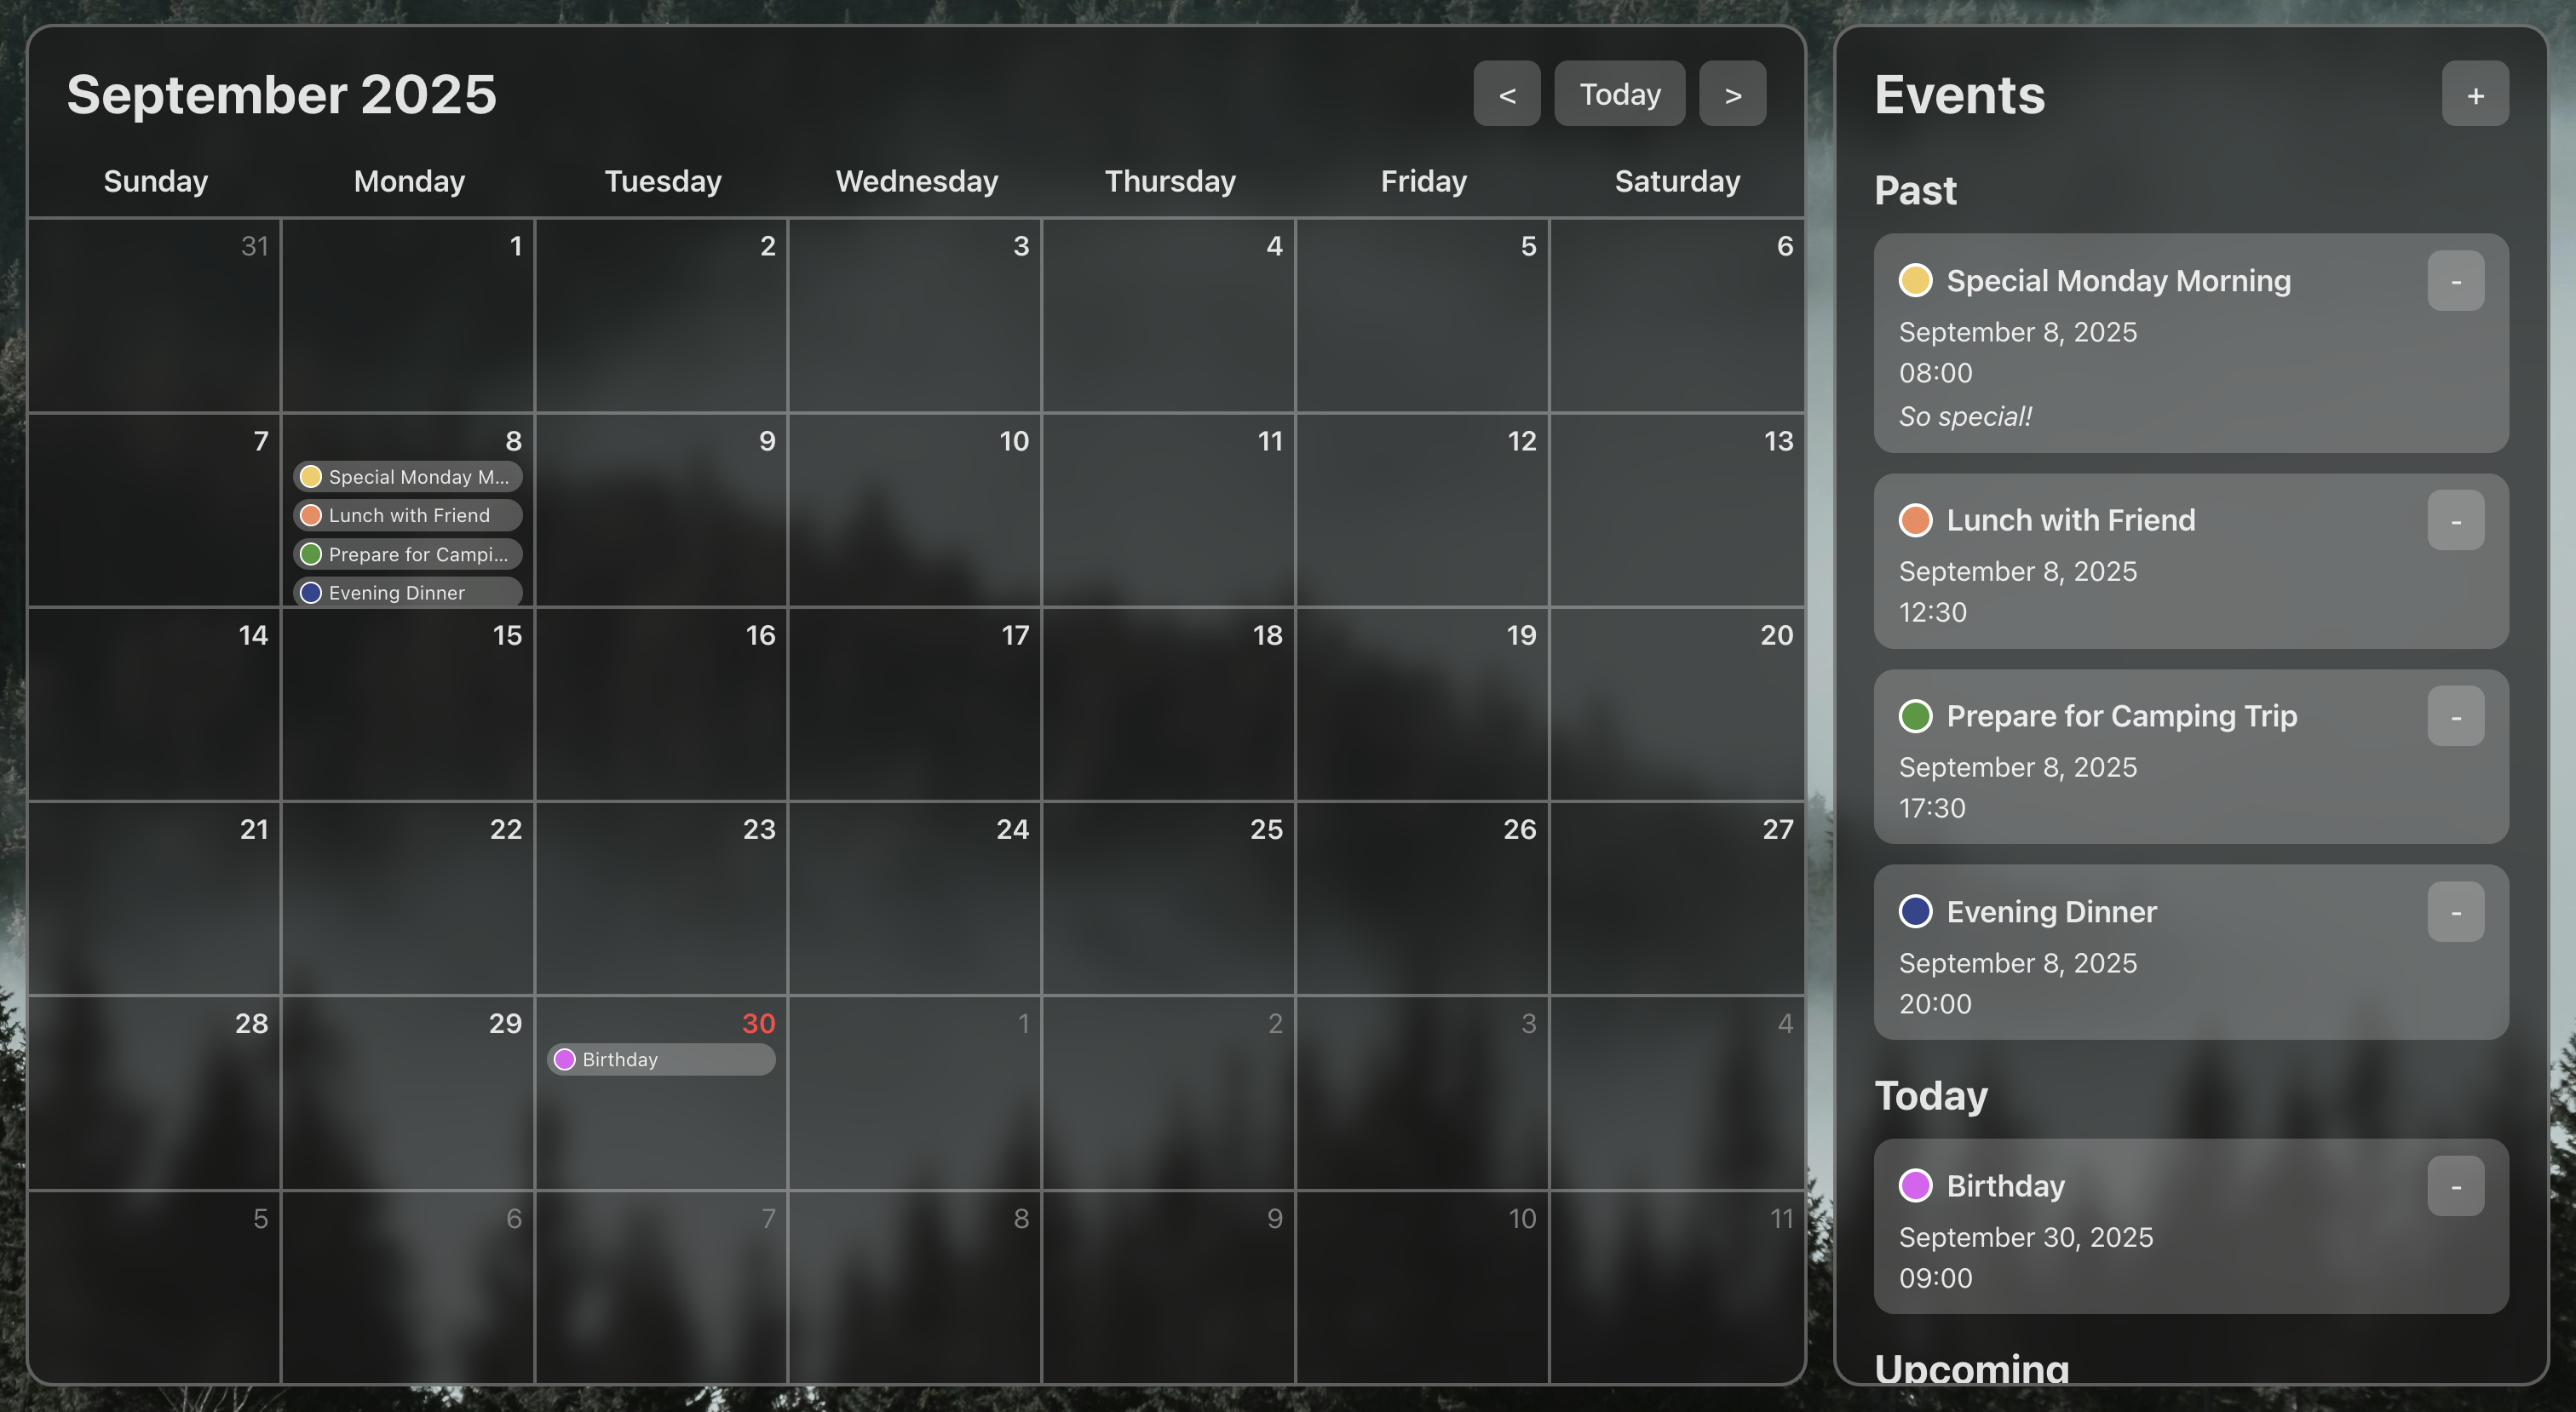 September 2025
< Today >
Sunday Monday Tuesday Wednesday Thursday Friday Saturday
31 1 2 3 4 5 6
7 8 9 10 11 12 13
Special Monday M...
Lunch with Friend
Prepare for Campi...
Evening Dinner
14 15 16 17 18 19 20
21 22 23 24 25 26 27
28 29 30 1 2 3 4
Birthday
5 6 7 8 9 10 11
Events +
Past
Special Monday Morning -
September 8, 2025
08:00
So special!
Lunch with Friend -
September 8, 2025
12:30
Prepare for Camping Trip -
September 8, 2025
17:30
Evening Dinner -
September 8, 2025
20:00
Today
Birthday -
September 30, 2025
09:00
Upcoming